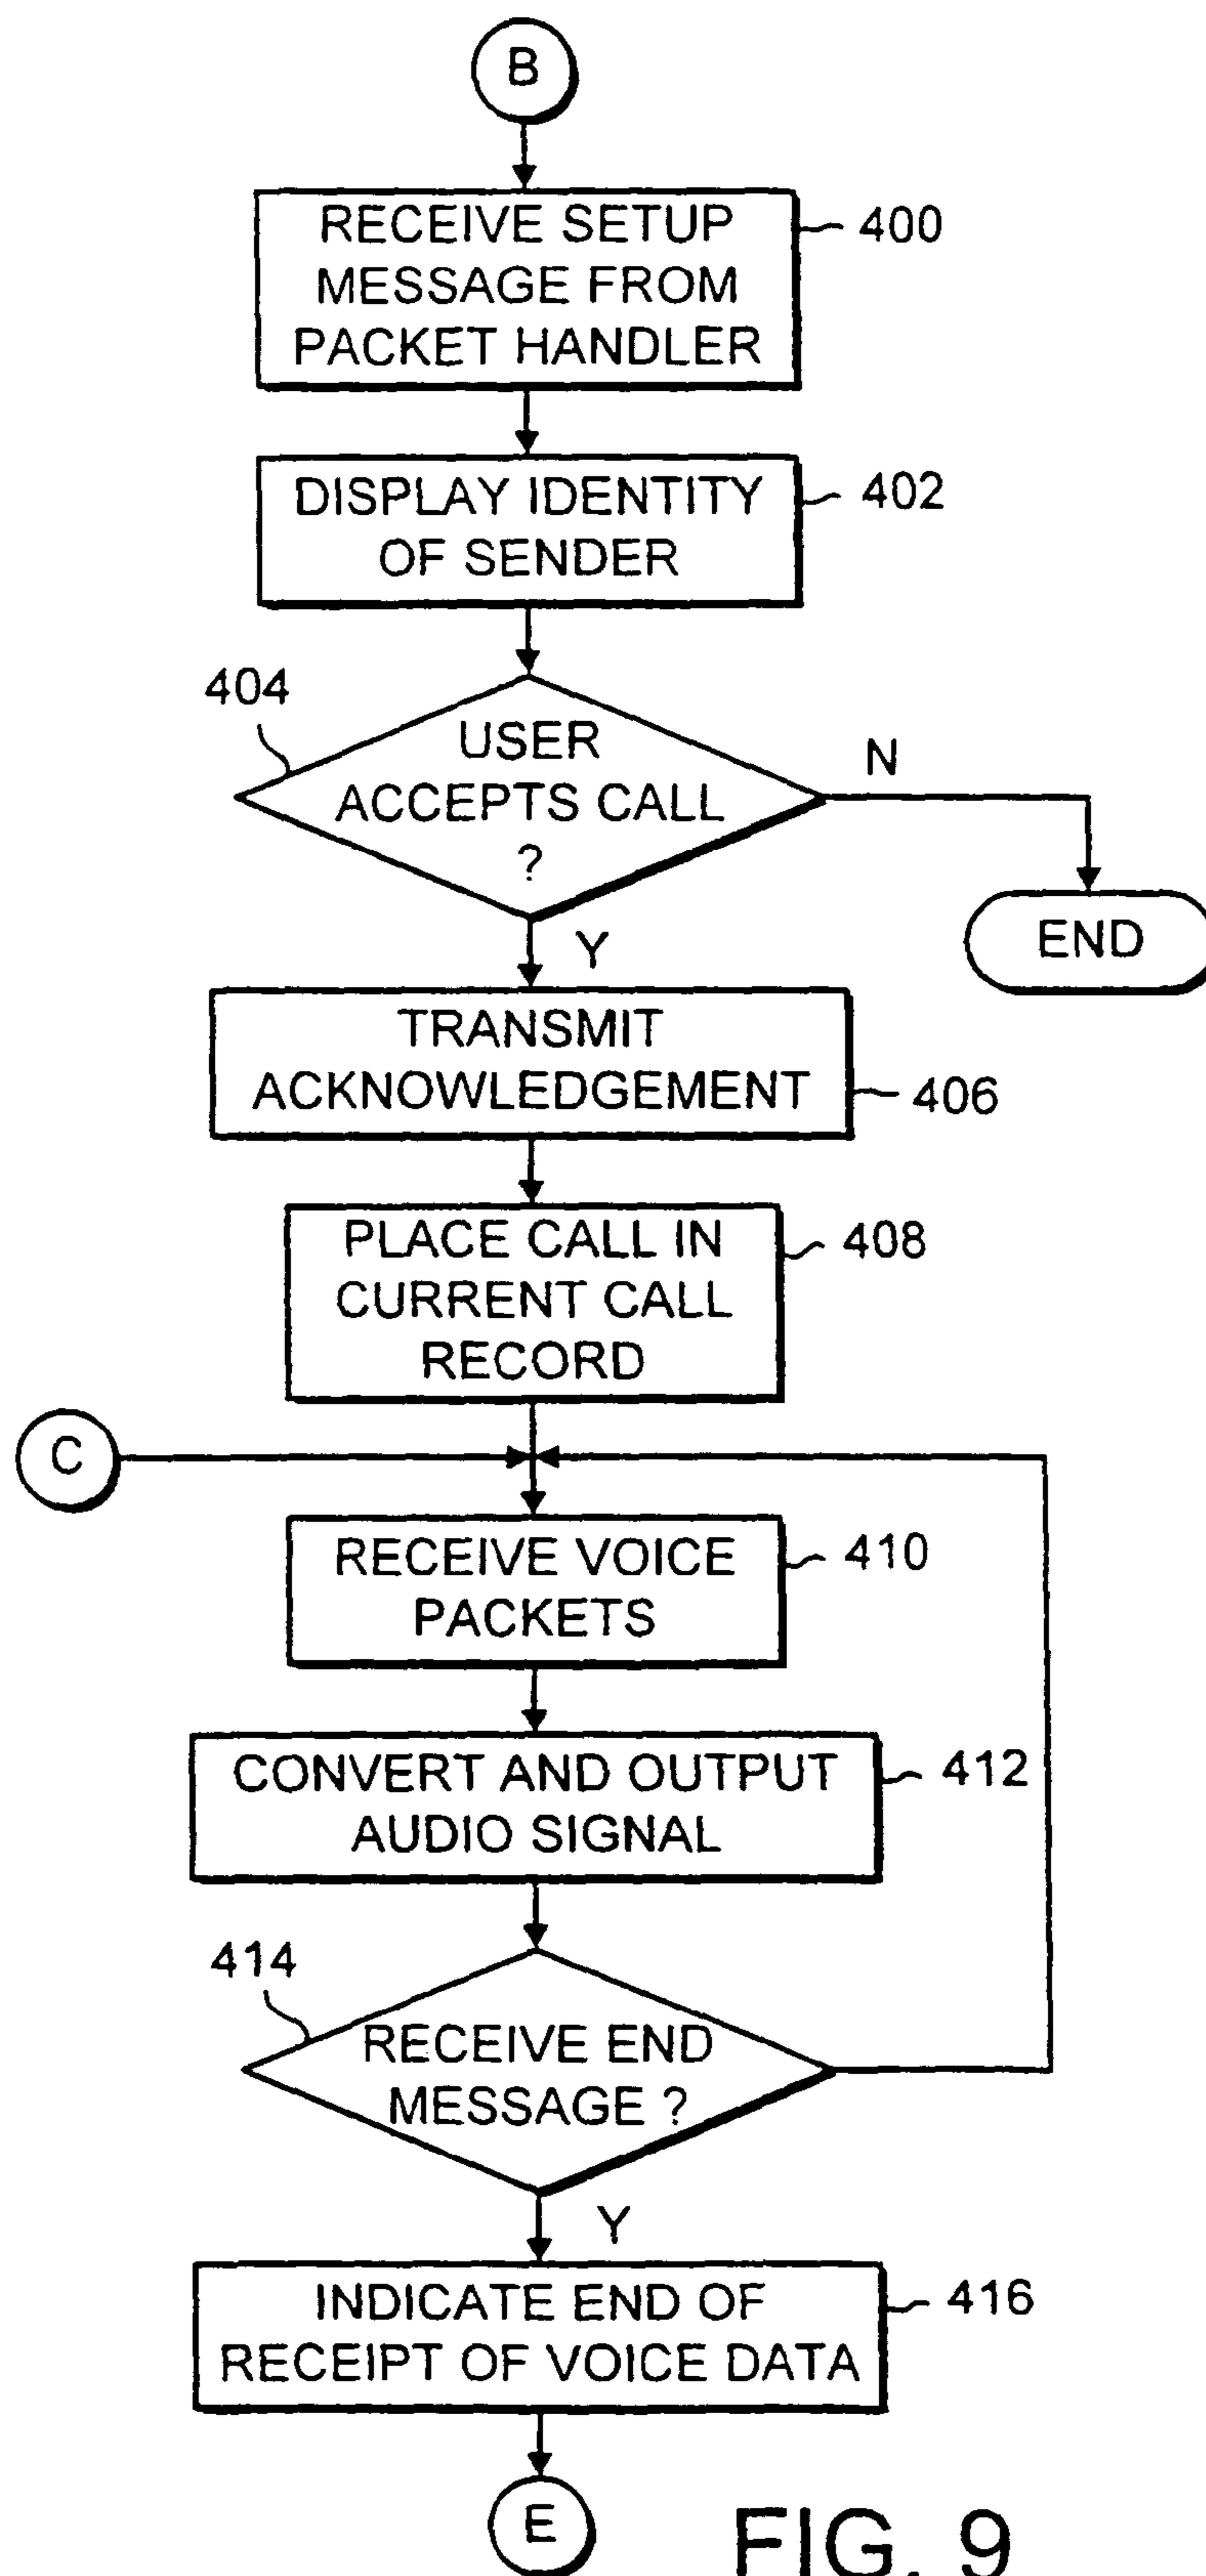 B
RECEIVE SETUP
MESSAGE FROM
PACKET HANDLER
400
DISPLAY IDENTITY
OF SENDER
402
404
USER
ACCEPTS CALL
?
N
END
Y
TRANSMIT
ACKNOWLEDGEMENT
406
PLACE CALL IN
CURRENT CALL
RECORD
408
C
RECEIVE VOICE
PACKETS
410
CONVERT AND OUTPUT
AUDIO SIGNAL
412
414
RECEIVE END
MESSAGE ?
Y
INDICATE END OF
RECEIPT OF VOICE DATA
416
E
FIG. 9